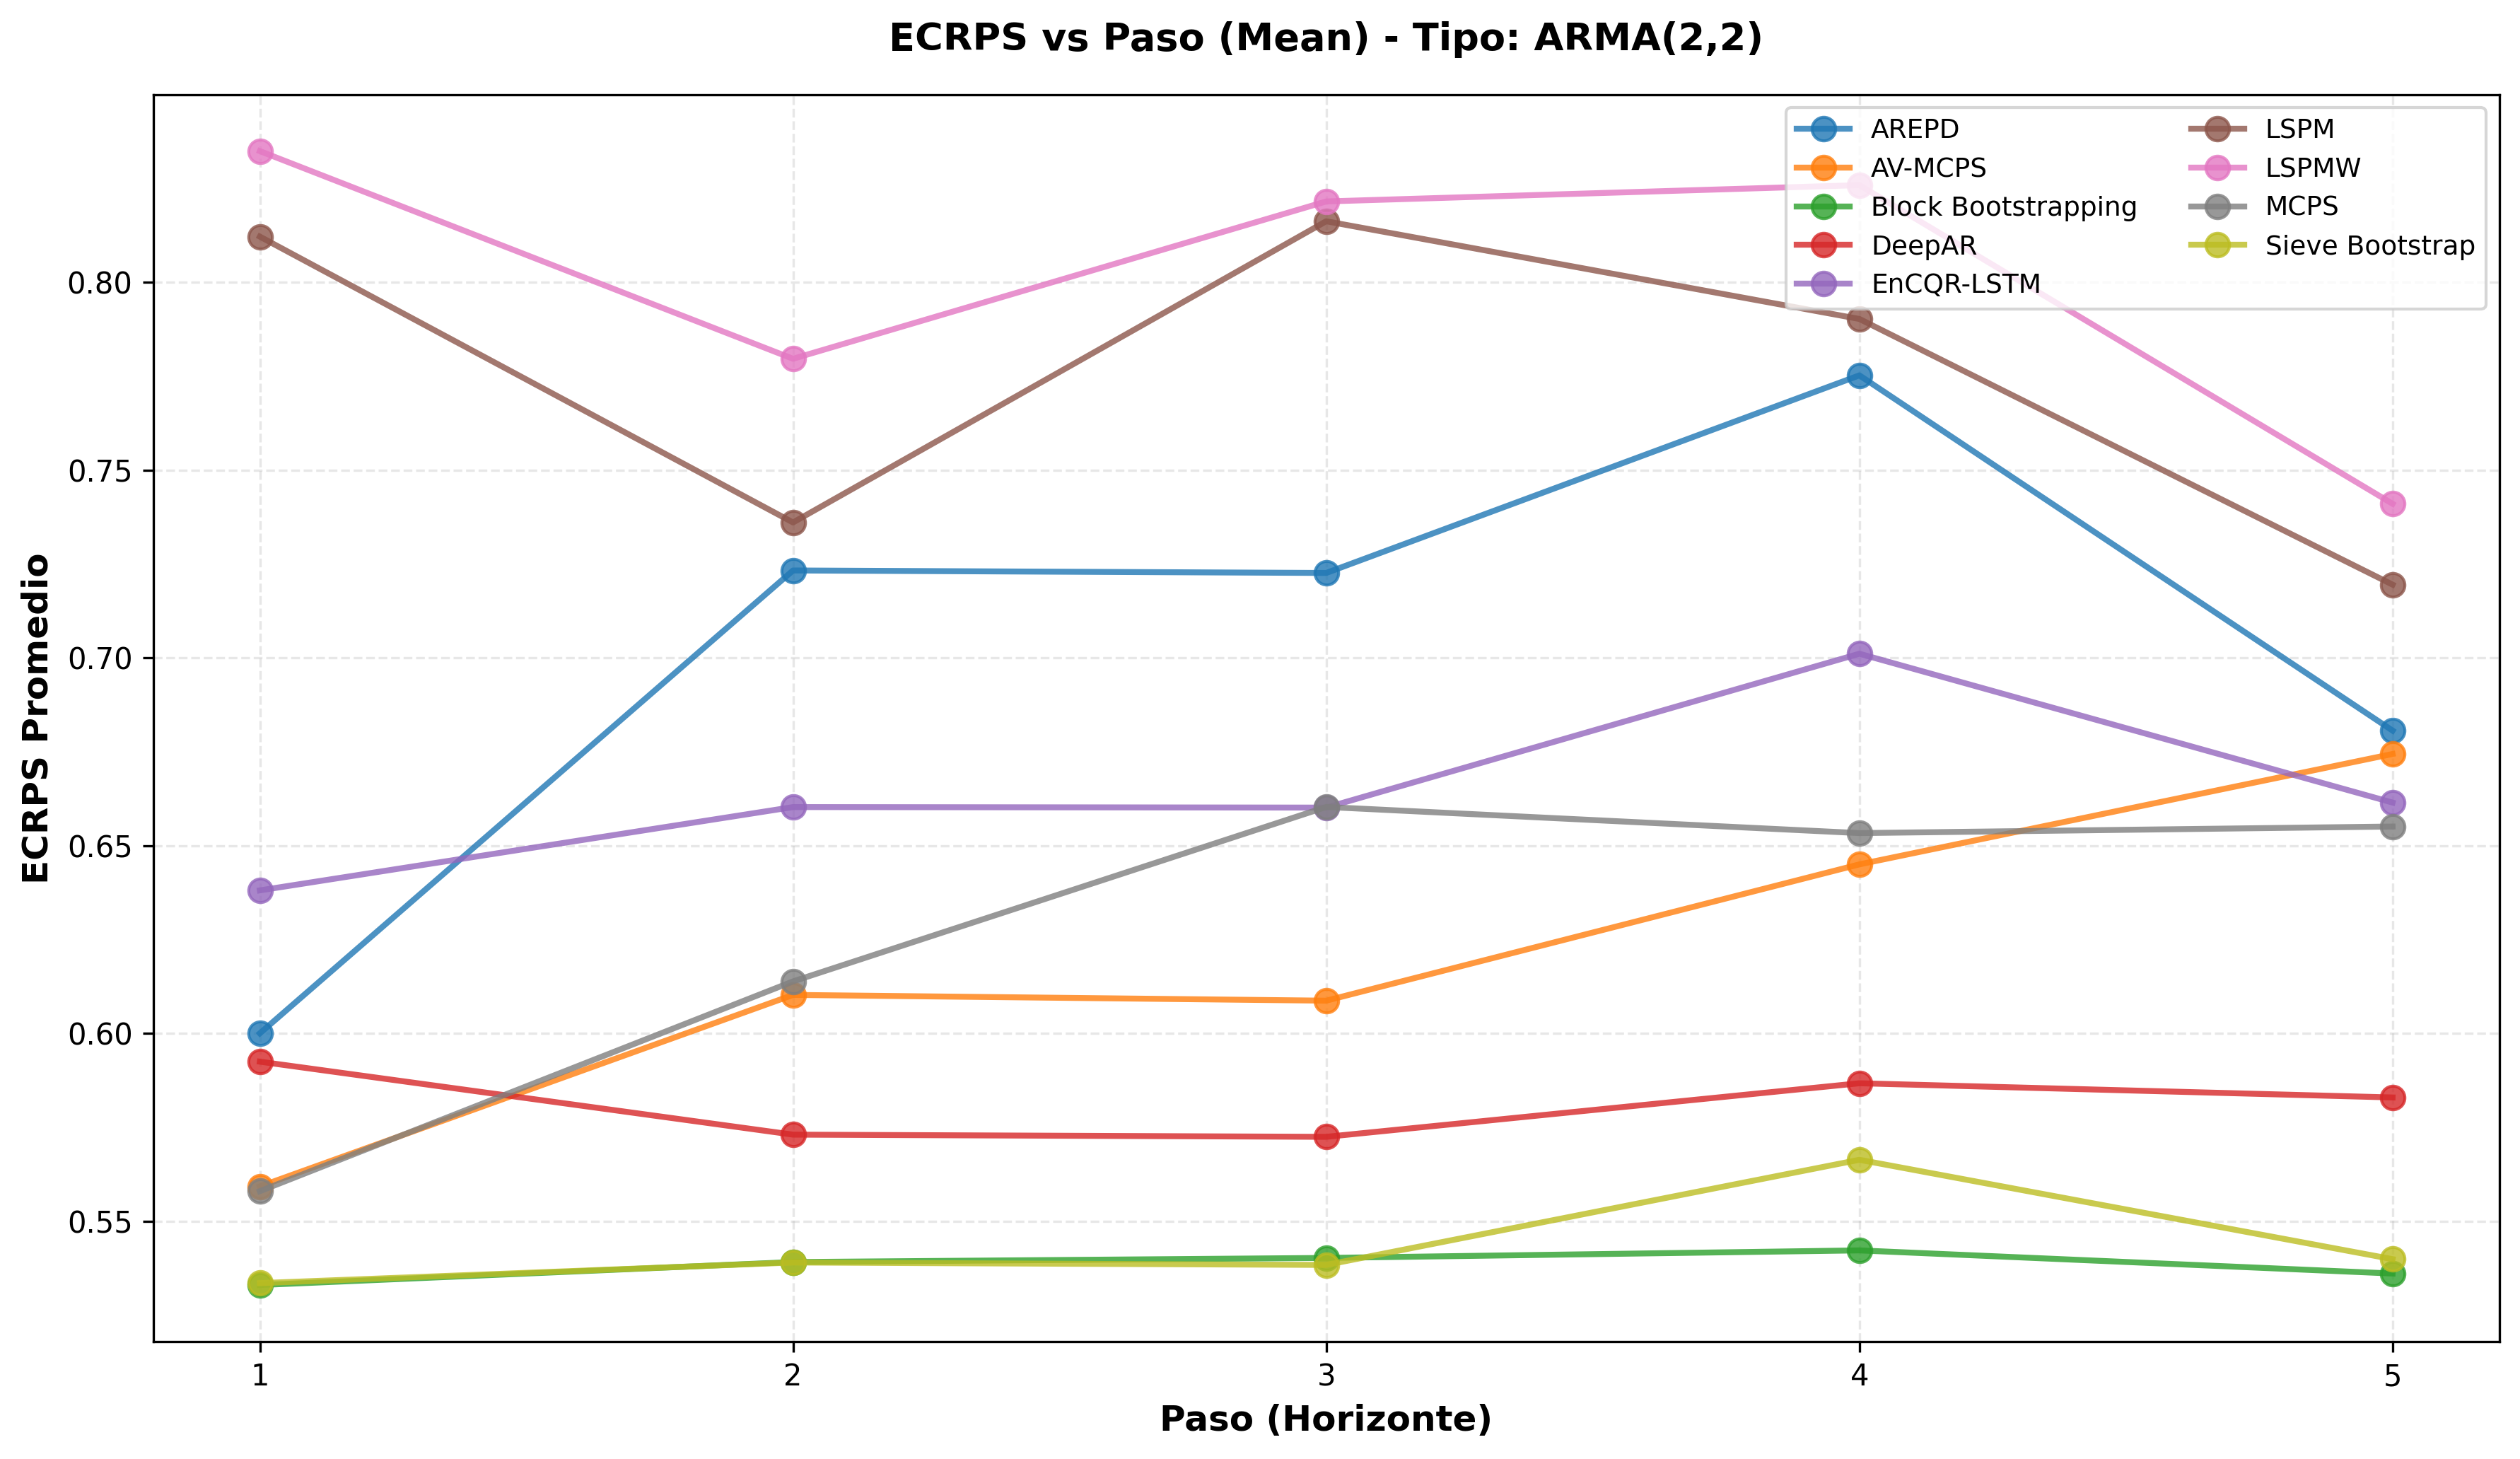 ECRPS vs Paso (Mean) - Tipo: ARMA(2,2)
AREPD
AV-MCPS
Block Bootstrapping
DeepAR
EnCQR-LSTM
LSPM
LSPMW
MCPS
Sieve Bootstrap
ECRPS Promedio
0.80
0.75
0.70
0.65
0.60
0.55
1
2
3
4
5
Paso (Horizonte)